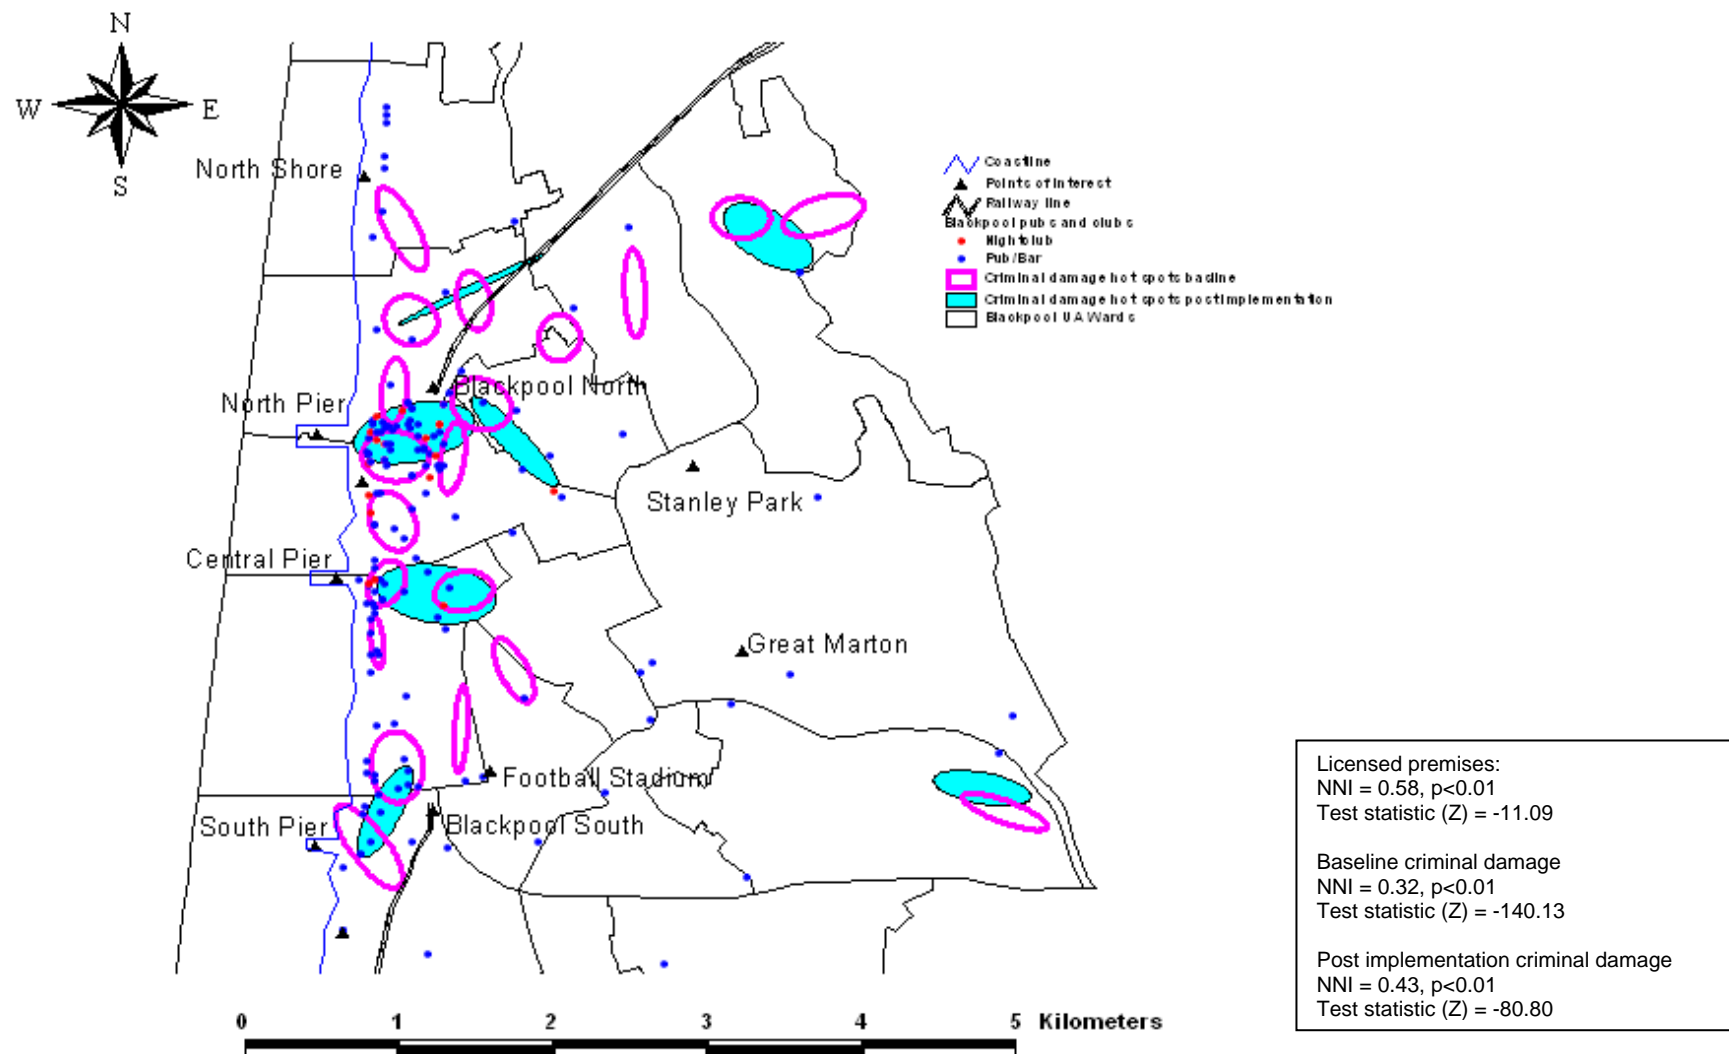 N
W E
S
North Shore
Coastline
Points of interest
Railway line
Blackpool pubs and clubs
Nightclub
Pub/Bar
Criminal damage hot spots basline
Criminal damage hot spots post implementation
Blackpool UA Wards
Blackpool North
North Pier
Stanley Park
Central Pier
Great Marton
Football Stadium
South Pier
Blackpool South
Licensed premises:
NNI = 0.58, p<0.01
Test statistic (Z) = -11.09
Baseline criminal damage
NNI = 0.32, p<0.01
Test statistic (Z) = -140.13
Post implementation criminal damage
NNI = 0.43, p<0.01
Test statistic (Z) = -80.80
0 1 2 3 4 5 Kilometers